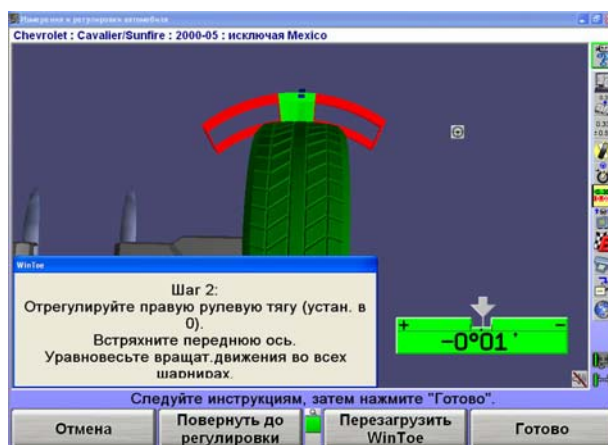 Измерения и регулировки автомобиля
Chevrolet : Cavalier/Sunfire : 2000-05 : исключая Mexico
WinToe
Шаг 2:
Отрегулируйте правую рулевую тягу (устан. в
0).
Встряхните переднюю ось.
Уравновесьте вращат.движения во всех
шарнирах.
+ −
-0°01'
Следуйте инструкциям, затем нажмите "Готово".
Отмена
Повернуть до
регулировки
Перезагрузить
WinToe
Готово